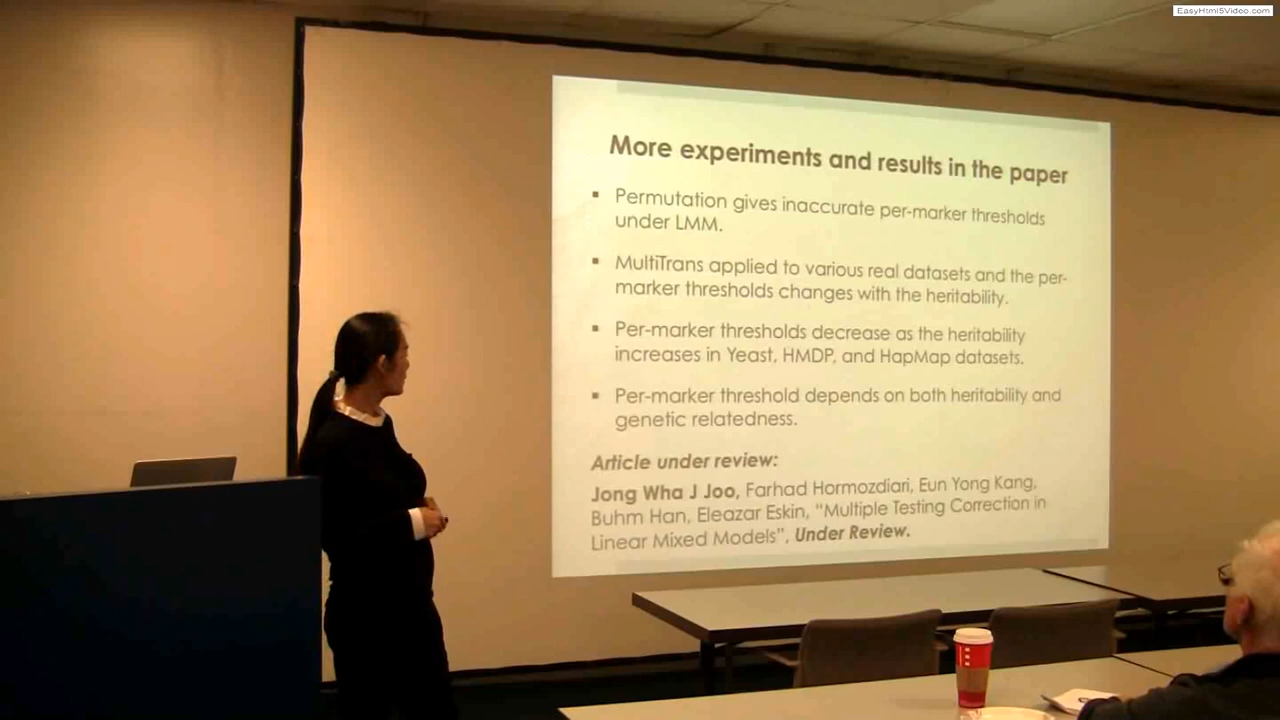 EasyHtml5Video.com
More experiments and results in the paper
▪ Permutation gives inaccurate per-marker thresholds
under LMM.
▪ MultiTrans applied to various real datasets and the per-
marker thresholds changes with the heritability.
▪ Per-marker thresholds decrease as the heritability
increases in Yeast, HMDP, and HapMap datasets.
▪ Per-marker threshold depends on both heritability and
genetic relatedness.
Article under review:
Jong Wha J Joo, Farhad Hormozdiari, Eun Yong Kang,
Buhm Han, Eleazar Eskin, “Multiple Testing Correction in
Linear Mixed Models”, Under Review.